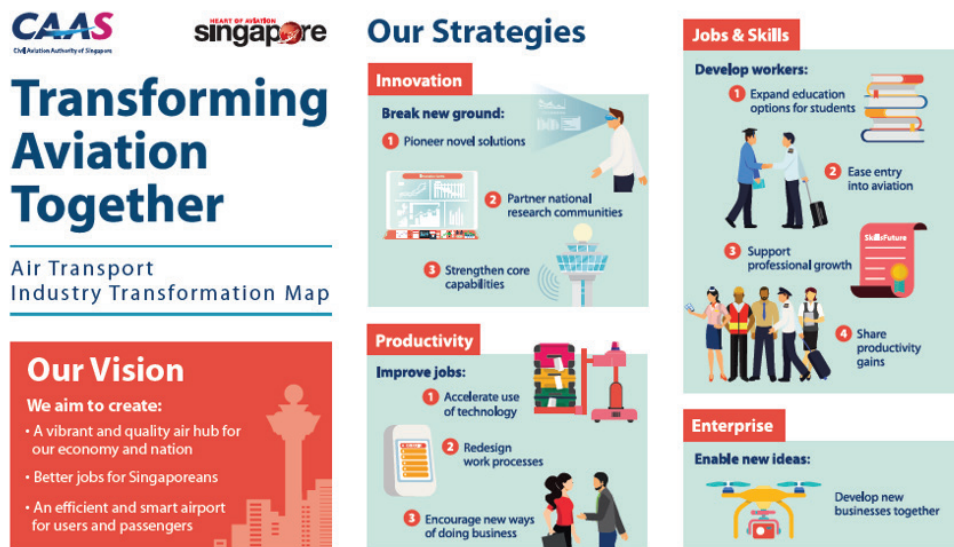 CAAS
Civil Aviation Authority of Singapore
HEART OF AVIATION
singapore
Transforming
Aviation
Together
Air Transport
Industry Transformation Map
Our Vision
We aim to create:
• A vibrant and quality air hub for
our economy and nation
• Better jobs for Singaporeans
• An efficient and smart airport
for users and passengers
Our Strategies
Innovation
Break new ground:
1 Pioneer novel solutions
2 Partner national
research communities
3 Strengthen core
capabilities
Productivity
Improve jobs:
1 Accelerate use
of technology
2 Redesign
work processes
3 Encourage new ways
of doing business
Jobs & Skills
Develop workers:
1 Expand education
options for students
2 Ease entry
into aviation
3 Support
professional growth
SkillsFuture
4 Share
productivity
gains
Enterprise
Enable new ideas:
Develop new
businesses together